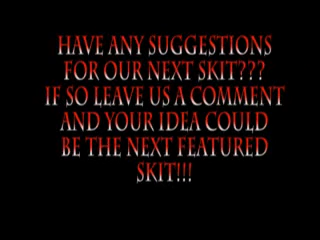 HAVE ANY SUGGESTIONS
FOR OUR NEXT SKIT???
IF SO LEAVE US A COMMENT
AND YOUR IDEA COULD
BE THE NEXT FEATURED
SKIT!!!